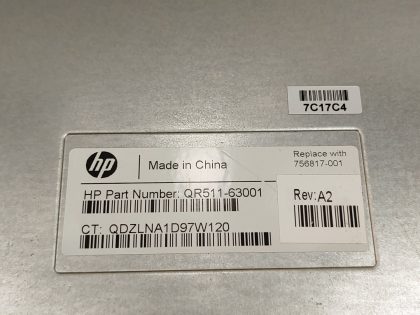 7C17C4
hp
Made in China
Replace with
756817-001
HP Part Number: QR511-63001
Rev:A2
CT: QDZLNA1D97W120